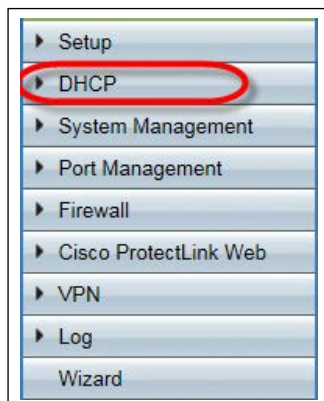 Setup
DHCP
System Management
Port Management
Firewall
Cisco ProtectLink Web
VPN
Log
Wizard